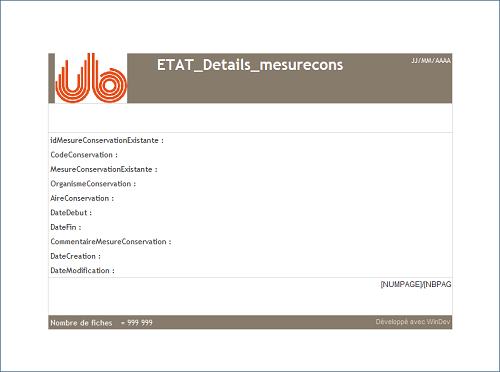 ub
ETAT_Details_mesurecons
JJ/MM/AAAA
idMesureConservationExistante :
CodeConservation :
MesureConservationExistante :
OrganismeConservation :
AireConservation :
DateDebut :
DateFin :
CommentaireMesureConservation :
DateCreation :
DateModification :
[NUMPAGE]/[NBPAG
Nombre de fiches = 999 999
Développé avec WinDev